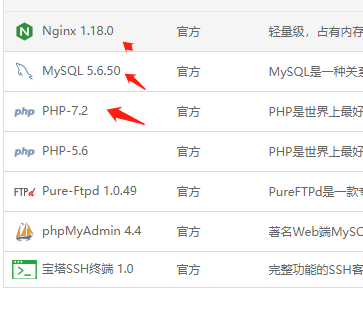 Nginx 1.18.0 官方 轻量级，占有内存
MySQL 5.6.50 官方 MySQL是一种关系
php PHP-7.2 官方 PHP是世界上最好
php PHP-5.6 官方 PHP是世界上最好
FTPd Pure-Ftpd 1.0.49 官方 PureFTPd是一款专
phpMyAdmin 4.4 官方 著名Web端MySQ
宝塔SSH终端 1.0 官方 完整功能的SSH客